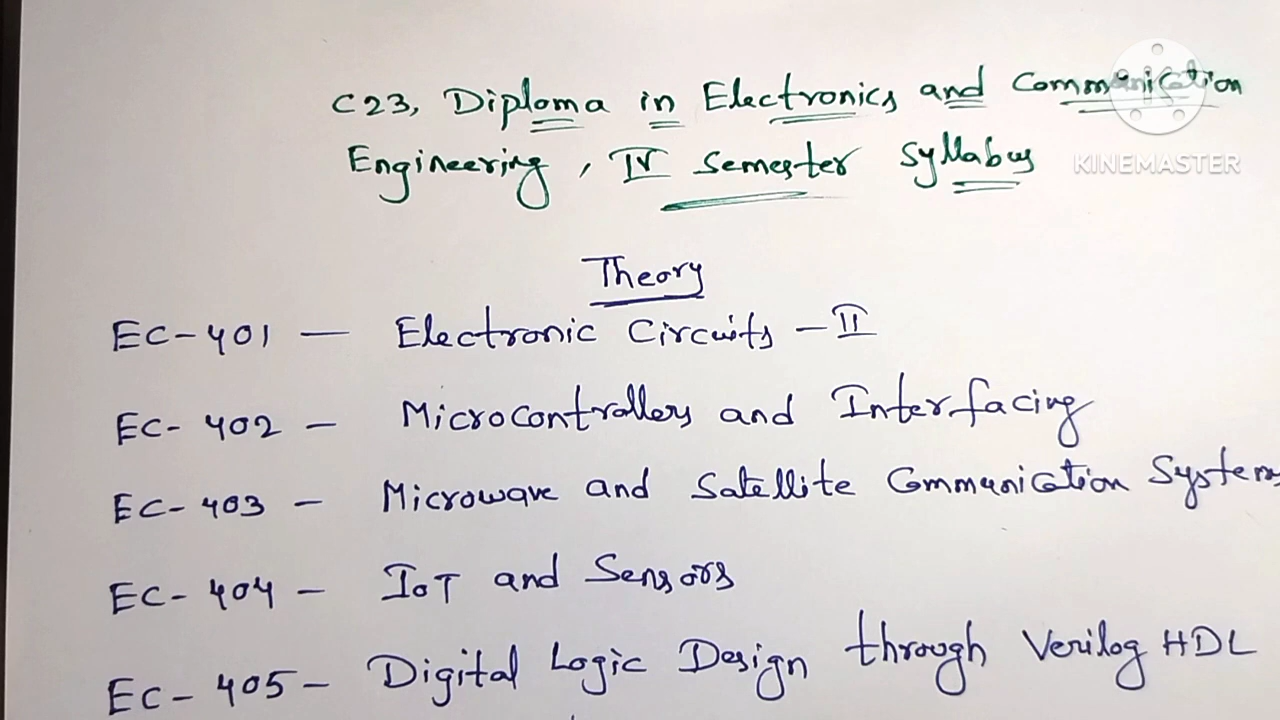 C23, Diploma in Electronics and Communication
Engineering, IV Semester Syllabus
KINEMASTER
Theory
EC-401 — Electronic Circuits - II
EC- 402 - Microcontrollers and Interfacing
EC- 403 - Microwave and Satellite Communication Systems
EC- 404 - IoT and Sensors
EC- 405 - Digital Logic Design through Verilog HDL